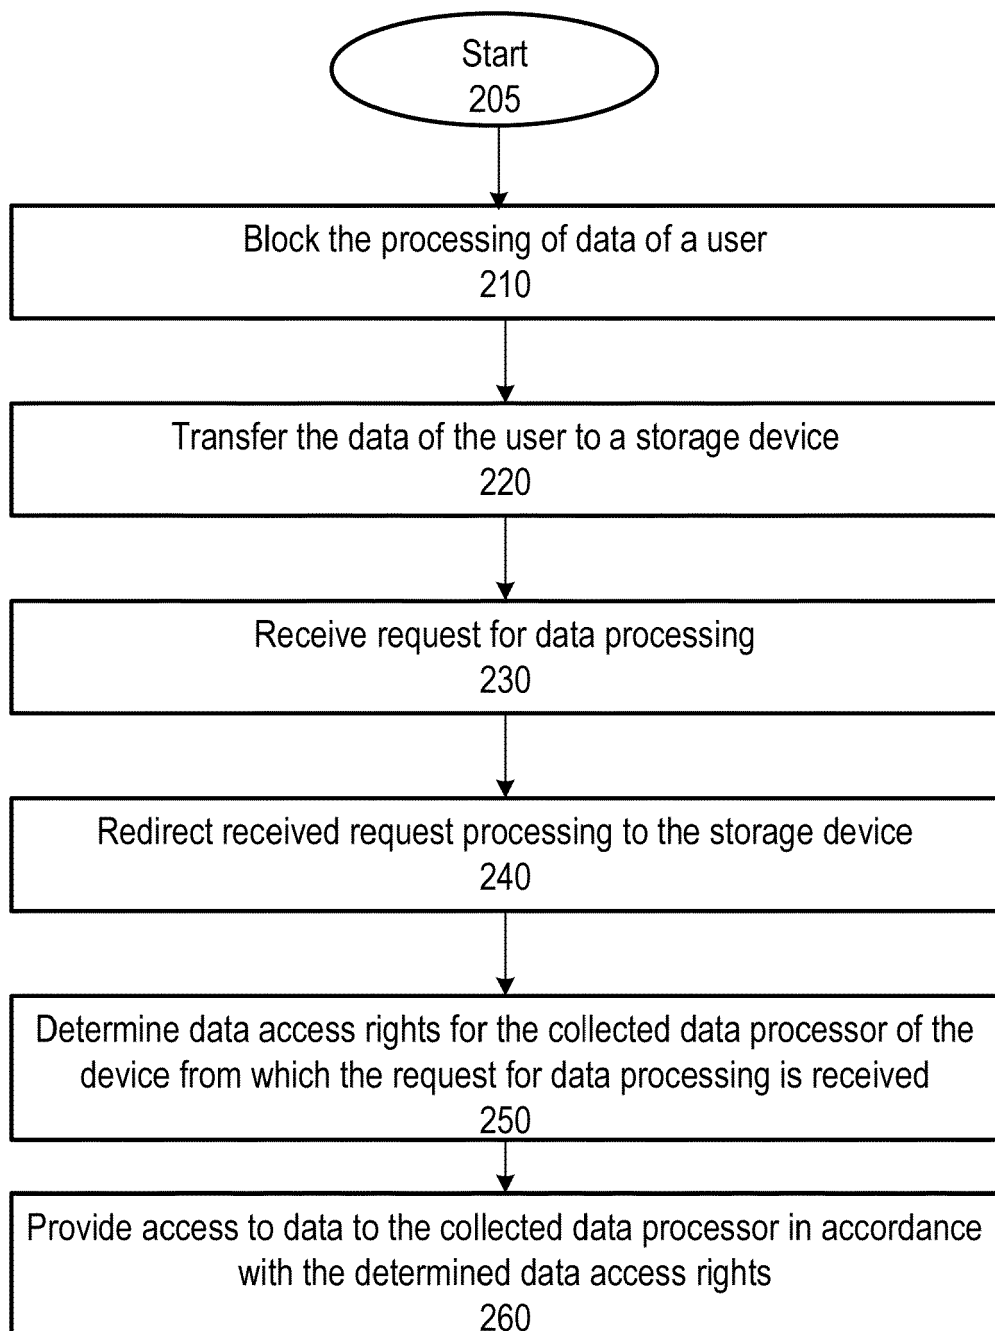 Start
205
Block the processing of data of a user
210
Transfer the data of the user to a storage device
220
Receive request for data processing
230
Redirect received request processing to the storage device
240
Determine data access rights for the collected data processor of the
device from which the request for data processing is received
250
Provide access to data to the collected data processor in accordance
with the determined data access rights
260